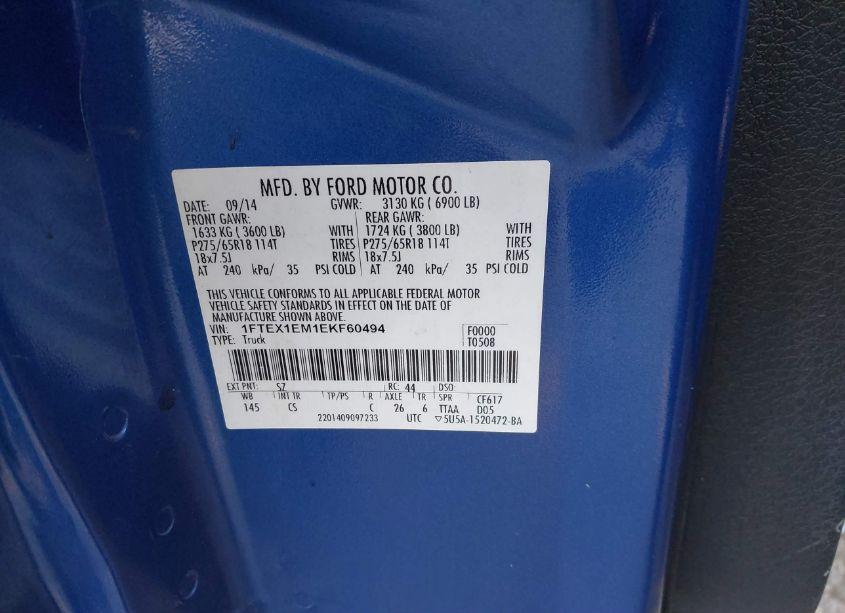 MFD. BY FORD MOTOR CO.
DATE: 09/14 GVWR: 3130 KG ( 6900 LB)
FRONT GAWR: REAR GAWR:
1633 KG ( 3600 LB) WITH 1724 KG ( 3800 LB) WITH
P275/65R18 114T TIRES P275/65R18 114T TIRES
18x7.5J RIMS 18x7.5J RIMS
AT 240 kPa/ 35 PSI COLD AT 240 kPa/ 35 PSI COLD
THIS VEHICLE CONFORMS TO ALL APPLICABLE FEDERAL MOTOR
VEHICLE SAFETY STANDARDS IN EFFECT ON THE DATE OF
MANUFACTURE SHOWN ABOVE.
VIN: 1FTEX1EM1EKF60494 F0000
TYPE: Truck T0508
EXT PNT: SZ RC: 44 DSO:
WB INT TR TP/PS R AXLE TR SPR CF617
145 CS C 26 6 TTAA D05
2201409097233 UTC ▽5U5A-1520472-BA